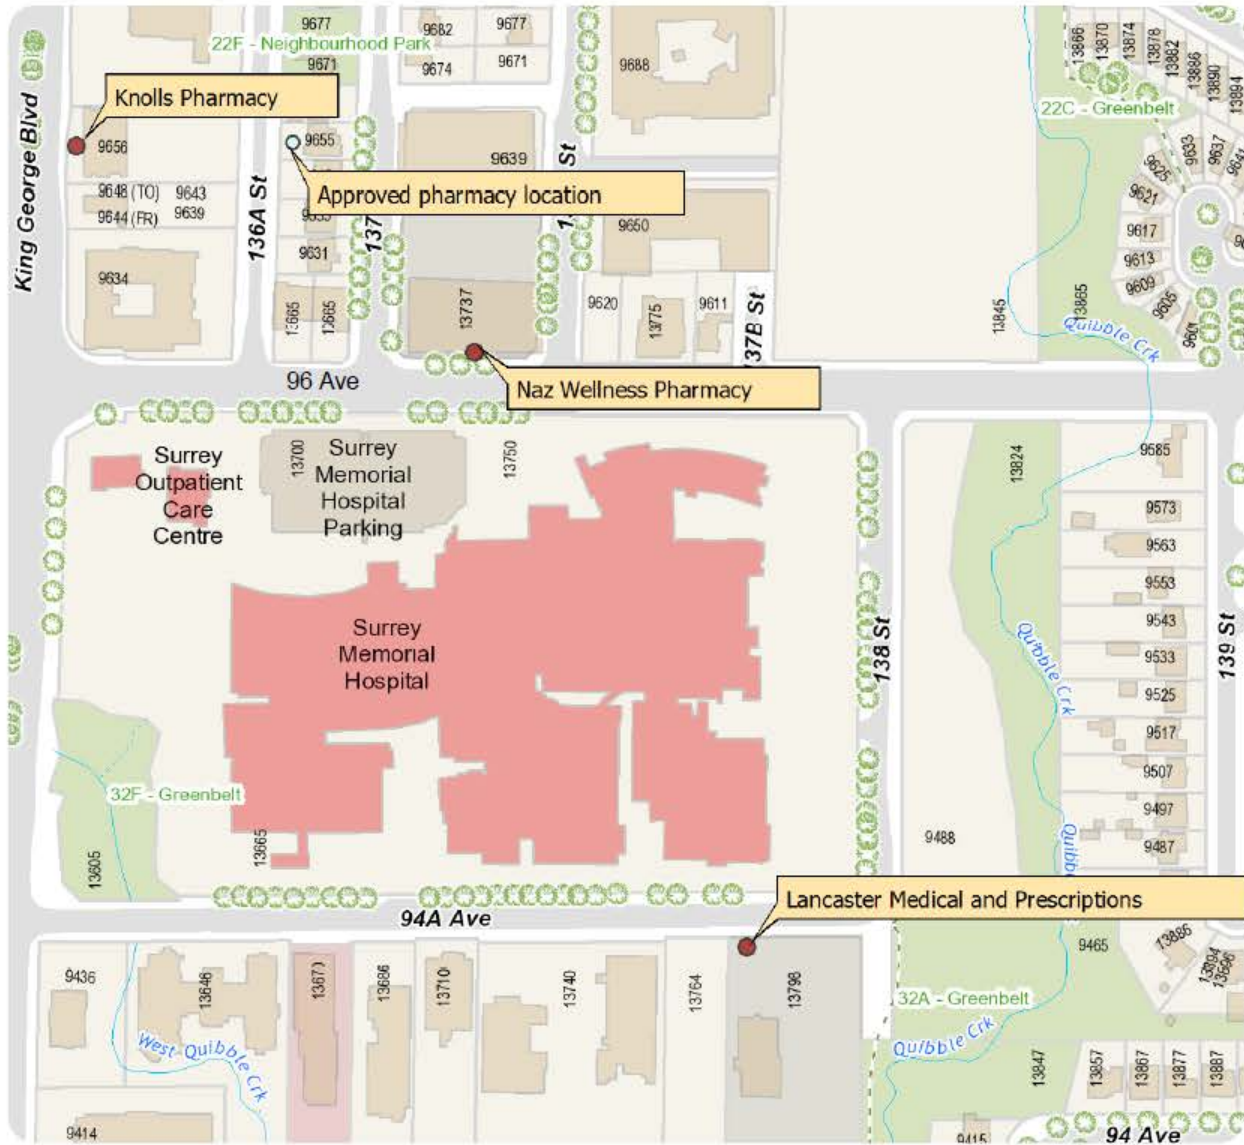 9677
9682
9677
13866
13870
13874
13878
13882
13886
13890
13894
22F - Neighbourhood Park
9671
9674
9671
9688
King George Blvd
Knolls Pharmacy
22C - Greenbelt
9656
9655
9639
St
9633
9637
9625
9648 (TO)
9643
Approved pharmacy location
9621
9644 (FR)
9639
136A St
137
9650
9617
9631
9613
9634
9609
9605
13665
13665
13737
9620
13775
9611
137B St
13845
13865
Quibble Crk
9601
96 Ave
Naz Wellness Pharmacy
Surrey
Outpatient
Care
Centre
13700
Surrey
Memorial
Hospital
Parking
13750
13824
9585
9573
9563
9553
9543
Surrey
Memorial
Hospital
138 St
Quibble Crk
9533
139 St
9525
9517
9507
32F - Greenbelt
9497
13605
13665
9488
9487
94A Ave
Lancaster Medical and Prescriptions
9436
13646
13670
13686
13710
13740
13764
13798
9465
13886
13894
13896
32A - Greenbelt
West Quibble Crk
Quibble Crk
13847
13857
13867
13877
13887
9414
9415
94 Ave